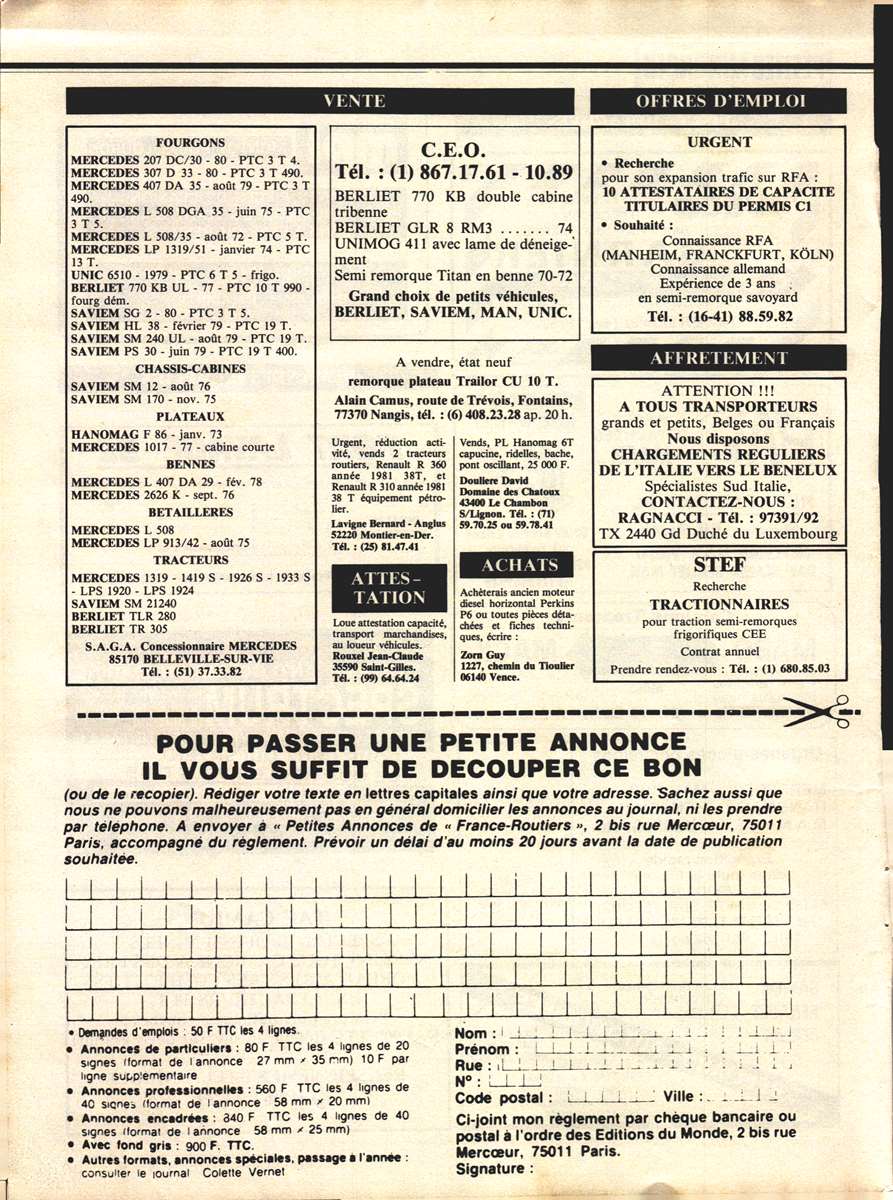 VENTE
FOURGONS
MERCEDES 207 DC/30 - 80 - PTC 3 T 4.
MERCEDES 307 D 33 - 80 - PTC 3 T 490.
MERCEDES 407 DA 35 - août 79 - PTC 3 T
490.
MERCEDES L 508 DGA 35 - juin 75 - PTC
3 T 5.
MERCEDES L 508/35 - août 72 - PTC 5 T.
MERCEDES LP 1319/51 - janvier 74 - PTC
13 T.
UNIC 6510 - 1979 - PTC 6 T 5 - frigo.
BERLIET 770 KB UL - 77 - PTC 10 T 990 -
fourg dém.
SAVIEM SG 2 - 80 - PTC 3 T 5.
SAVIEM HL 38 - février 79 - PTC 19 T.
SAVIEM SM 240 UL - août 79 - PTC 19 T.
SAVIEM PS 30 - juin 79 - PTC 19 T 400.
CHASSIS-CABINES
SAVIEM SM 12 - août 76
SAVIEM SM 170 - nov. 75
PLATEAUX
HANOMAG F 86 - janv. 73
MERCEDES 1017 - 77 - cabine courte
BENNES
MERCEDES L 407 DA 29 - fév. 78
MERCEDES 2626 K - sept. 76
BETAILLERES
MERCEDES L 508
MERCEDES LP 913/42 - août 75
TRACTEURS
MERCEDES 1319 - 1419 S - 1926 S - 1933 S
- LPS 1920 - LPS 1924
SAVIEM SM 21240
BERLIET TLR 280
BERLIET TR 305
S.A.G.A. Concessionnaire MERCEDES
85170 BELLEVILLE-SUR-VIE
Tél. : (51) 37.33.82
C.E.O.
Tél. : (1) 867.17.61 - 10.89
BERLIET 770 KB double cabine
tribenne
BERLIET GLR 8 RM3 ....... 74
UNIMOG 411 avec lame de déneige-
ment
Semi remorque Titan en benne 70-72
Grand choix de petits véhicules,
BERLIET, SAVIEM, MAN, UNIC.
A vendre, état neuf
remorque plateau Trailor CU 10 T.
Alain Camus, route de Trévois, Fontains,
77370 Nangis, tél. : (6) 408.23.28 ap. 20 h.
Urgent, réduction acti-
vité, vends 2 tracteurs
routiers, Renault R 360
année 1981 38T, et
Renault R 310 année 1981
38 T équipement pétro-
lier.
Lavigne Bernard - Anglus
52220 Montier-en-Der.
Tél. : (25) 81.47.41
ATTES-
TATION
Loue attestation capacité,
transport marchandises,
au loueur véhicules.
Rouxel Jean-Claude
35590 Saint-Gilles.
Tél. : (99) 64.64.24
Vends, PL Hanomag 6T
capucine, ridelles, bache,
pont oscillant, 25 000 F.
Douliere David
Domaine des Chatoux
43400 Le Chambon
S/Lignon. Tél. : (71)
59.70.25 ou 59.78.41
ACHATS
Achèterais ancien moteur
diesel horizontal Perkins
P6 ou toutes pièces déta-
chées et fiches techni-
ques, écrire :
Zorn Guy
1227, chemin du Tioulier
06140 Vence.
OFFRES D'EMPLOI
URGENT
• Recherche
pour son expansion trafic sur RFA :
10 ATTESTATAIRES DE CAPACITE
TITULAIRES DU PERMIS C1
• Souhaité :
Connaissance RFA
(MANHEIM, FRANCKFURT, KÖLN)
Connaissance allemand
Expérience de 3 ans
en semi-remorque savoyard
Tél. : (16-41) 88.59.82
AFFRETEMENT
ATTENTION !!!
A TOUS TRANSPORTEURS
grands et petits, Belges ou Français
Nous disponons
CHARGEMENTS REGULIERS
DE L'ITALIE VERS LE BENELUX
Spécialistes Sud Italie,
CONTACTEZ-NOUS :
RAGNACCI - Tél. : 97391/92
TX 2440 Gd Duché du Luxembourg
STEF
Recherche
TRACTIONNAIRES
pour traction semi-remorques
frigorifiques CEE
Contrat annuel
Prendre rendez-vous : Tél. : (1) 680.85.03
POUR PASSER UNE PETITE ANNONCE
IL VOUS SUFFIT DE DECOUPER CE BON
(ou de le recopier). Rédiger votre texte en lettres capitales ainsi que votre adresse. Sachez aussi que
nous ne pouvons malheureusement pas en général domicilier les annonces au journal, ni les prendre
par téléphone. A envoyer à « Petites Annonces de « France-Routiers », 2 bis rue Mercœur, 75011
Paris, accompagné du règlement. Prévoir un délai d'au moins 20 jours avant la date de publication
souhaitée.
• Demandes d'emplois : 50 F TTC les 4 lignes.
• Annonces de particuliers : 80 F TTC les 4 lignes de 20
signes (format de l'annonce 27 mm × 35 mm) 10 F par
ligne supplémentaire
• Annonces professionnelles : 560 F TTC les 4 lignes de
40 signes (format de l'annonce 58 mm × 20 mm)
• Annonces encadrées : 840 F TTC les 4 lignes de 40
signes (format de l'annonce 58 mm × 25 mm)
• Avec fond gris : 900 F. TTC.
• Autres formats, annonces spéciales, passage à l'année :
consulter le journal Colette Vernet
Nom :
Prénom :
Rue :
N° :
Code postal : Ville :
Ci-joint mon règlement par chèque bancaire ou
postal à l'ordre des Editions du Monde, 2 bis rue
Mercœur, 75011 Paris.
Signature :